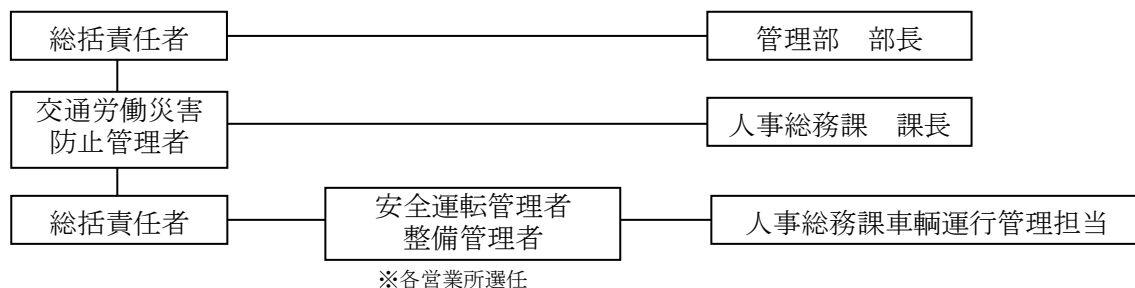 総括責任者
管理部　部長
交通労働災害
防止管理者
人事総務課　課長
総括責任者
安全運転管理者
整備管理者
人事総務課車輌運行管理担当
※各営業所選任